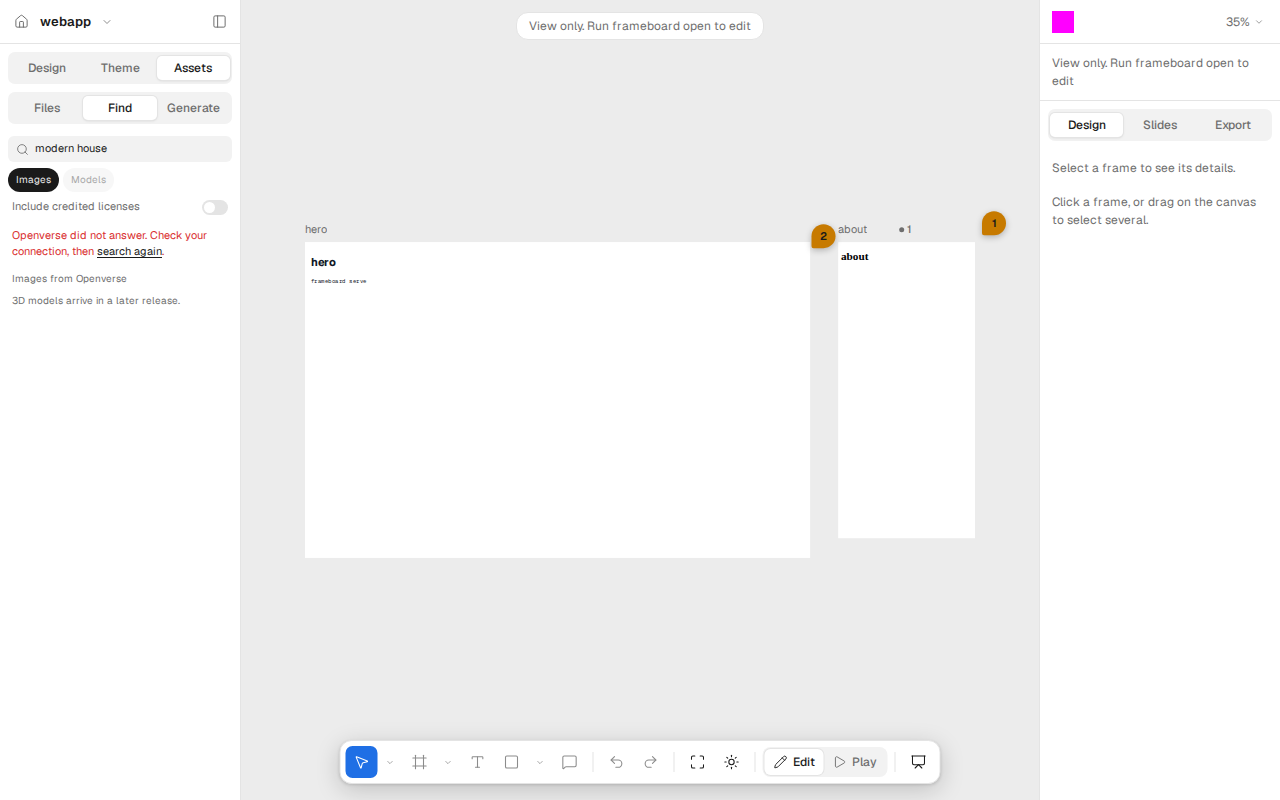 webapp
View only. Run frameboard open to edit
35%
Design
Theme
Assets
Files
Find
Generate
modern house
Images
Models
Include credited licenses
Openverse did not answer. Check your
connection, then search again.
Images from Openverse
3D models arrive in a later release.
hero
2
about
1
1
hero
frameboard serve
about
Edit
Play
View only. Run frameboard open to
edit
Design
Slides
Export
Select a frame to see its details.
Click a frame, or drag on the canvas
to select several.